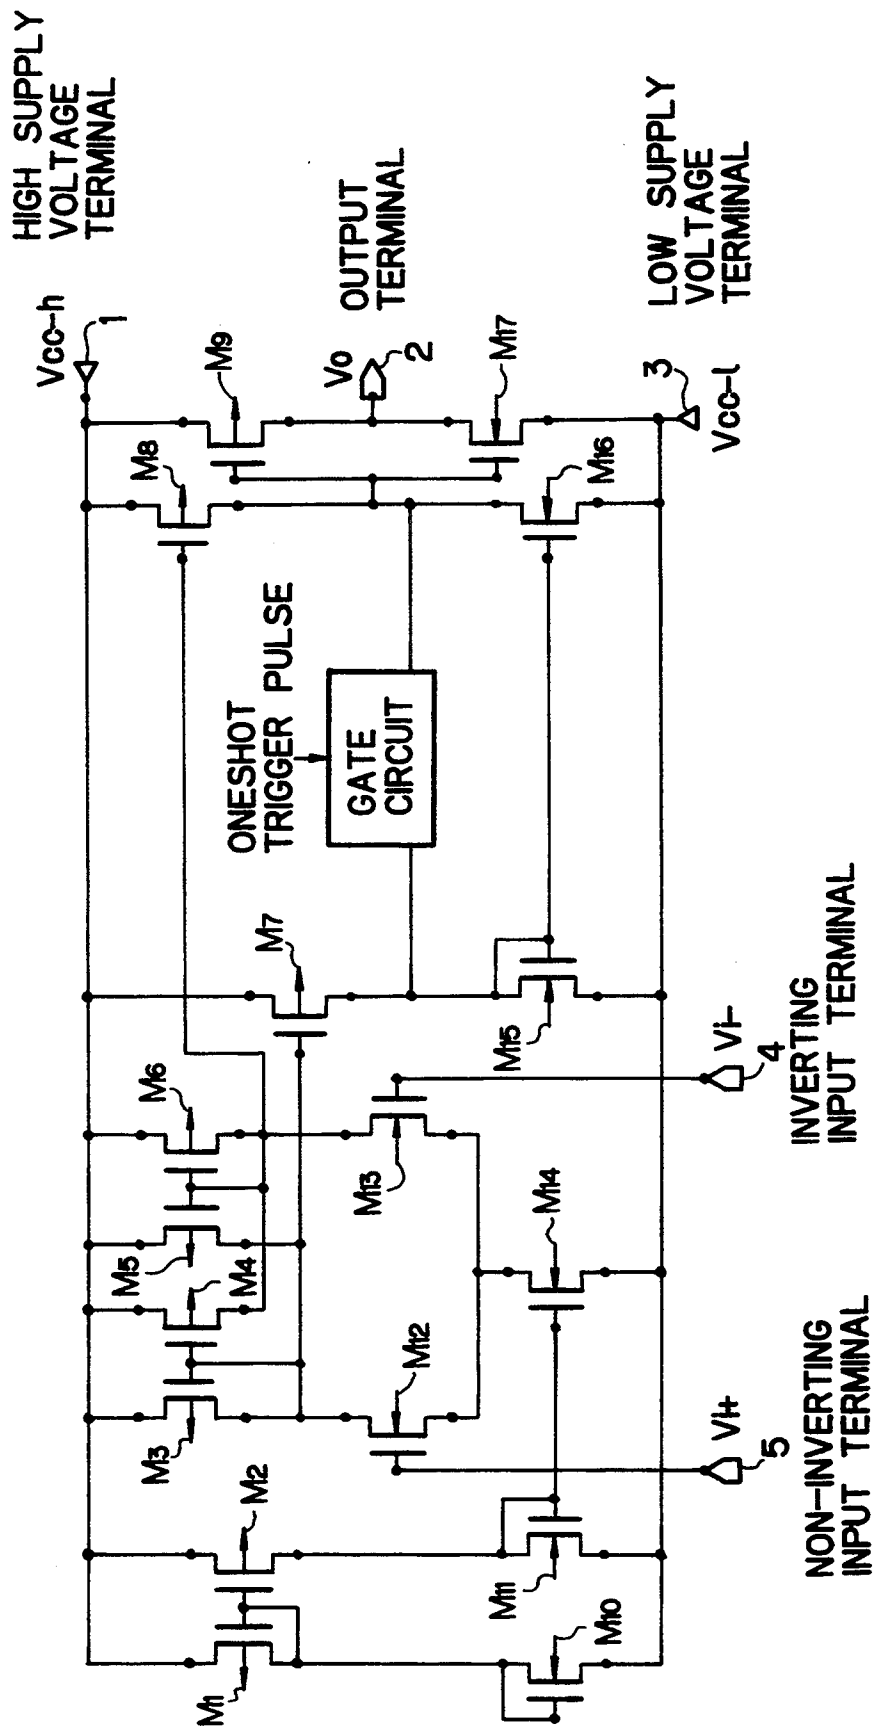 HIGH SUPPLY
VOLTAGE
TERMINAL
Vcc-h
1
M9
M8
Vo
2
OUTPUT
TERMINAL
M17
M16
3
Vcc-l
LOW SUPPLY
VOLTAGE
TERMINAL
ONESHOT
TRIGGER PULSE
GATE
CIRCUIT
M7
M15
M6
M5
M4
M3
M13
M12
M14
Vi-
4
INVERTING
INPUT TERMINAL
Vi+
5
NON-INVERTING
INPUT TERMINAL
M2
M1
M11
M10